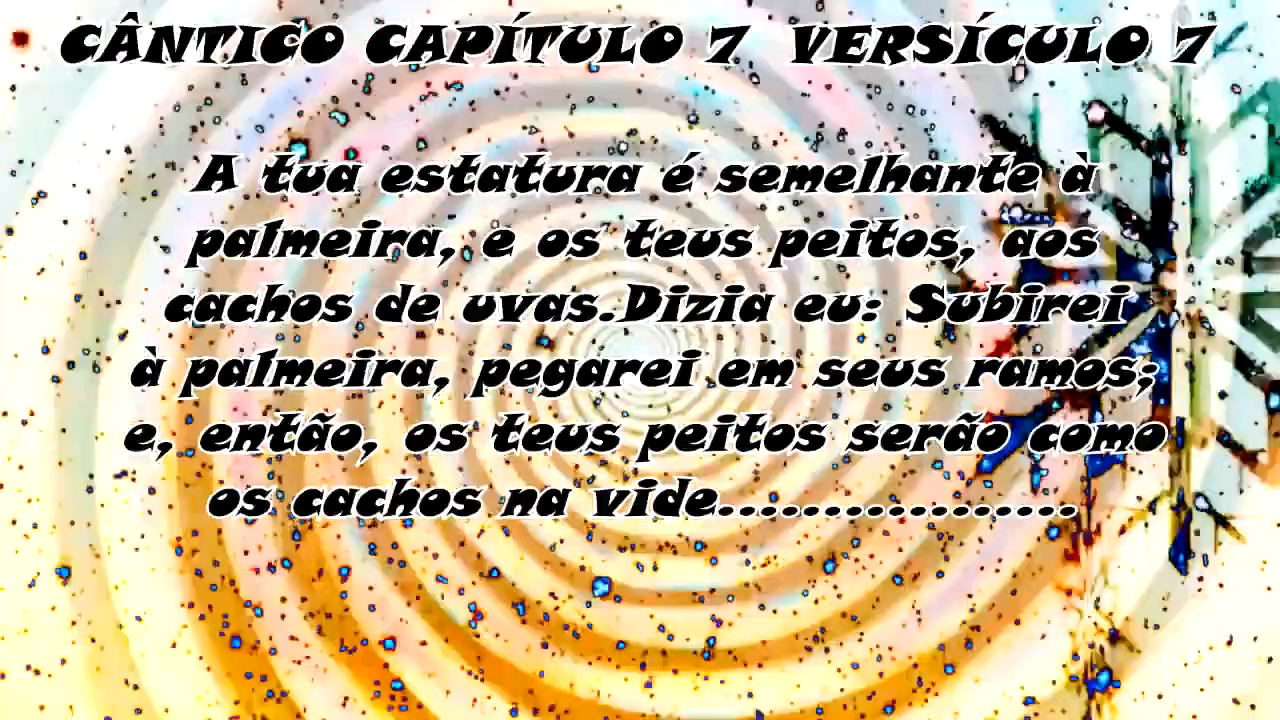 CÂNTICO CAPÍTULO 7 VERSÍCULO 7
A tua estatura é semelhante à
palmeira, e os teus peitos, aos
cachos de uvas.Dizia eu: Subirei
à palmeira, pegarei em seus ramos;
e, então, os teus peitos serão como
os cachos na vide.................